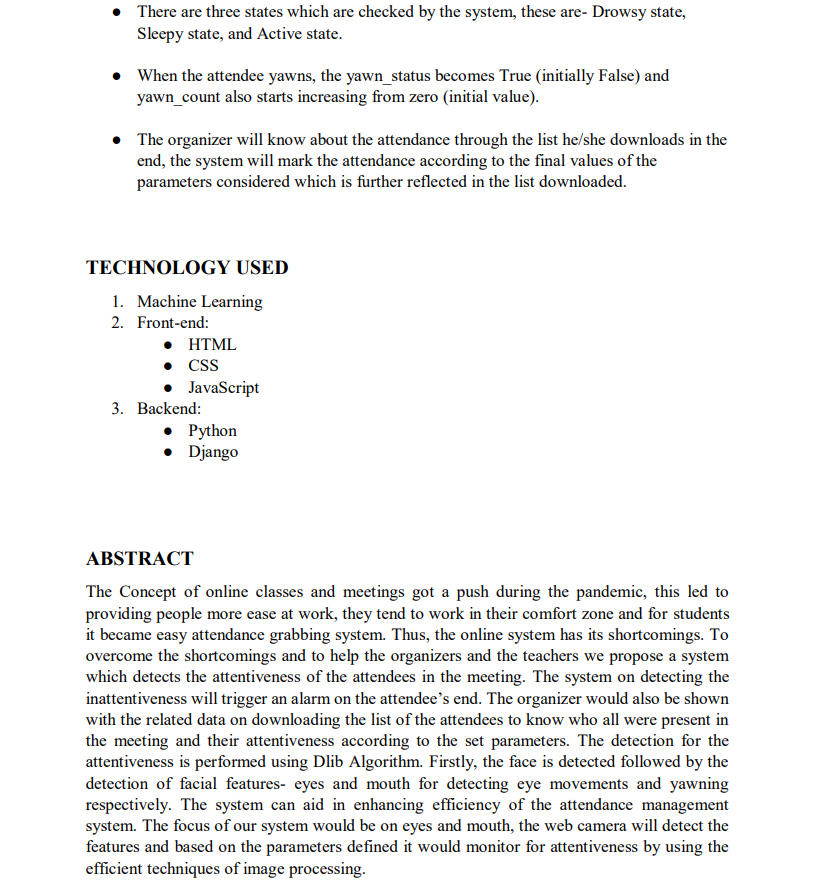 ● There are three states which are checked by the system, these are- Drowsy state,
Sleepy state, and Active state.
● When the attendee yawns, the yawn_status becomes True (initially False) and
yawn_count also starts increasing from zero (initial value).
● The organizer will know about the attendance through the list he/she downloads in the
end, the system will mark the attendance according to the final values of the
parameters considered which is further reflected in the list downloaded.
TECHNOLOGY USED
1. Machine Learning
2. Front-end:
● HTML
● CSS
● JavaScript
3. Backend:
● Python
● Django
ABSTRACT
The Concept of online classes and meetings got a push during the pandemic, this led to
providing people more ease at work, they tend to work in their comfort zone and for students
it became easy attendance grabbing system. Thus, the online system has its shortcomings. To
overcome the shortcomings and to help the organizers and the teachers we propose a system
which detects the attentiveness of the attendees in the meeting. The system on detecting the
inattentiveness will trigger an alarm on the attendee’s end. The organizer would also be shown
with the related data on downloading the list of the attendees to know who all were present in
the meeting and their attentiveness according to the set parameters. The detection for the
attentiveness is performed using Dlib Algorithm. Firstly, the face is detected followed by the
detection of facial features- eyes and mouth for detecting eye movements and yawning
respectively. The system can aid in enhancing efficiency of the attendance management
system. The focus of our system would be on eyes and mouth, the web camera will detect the
features and based on the parameters defined it would monitor for attentiveness by using the
efficient techniques of image processing.